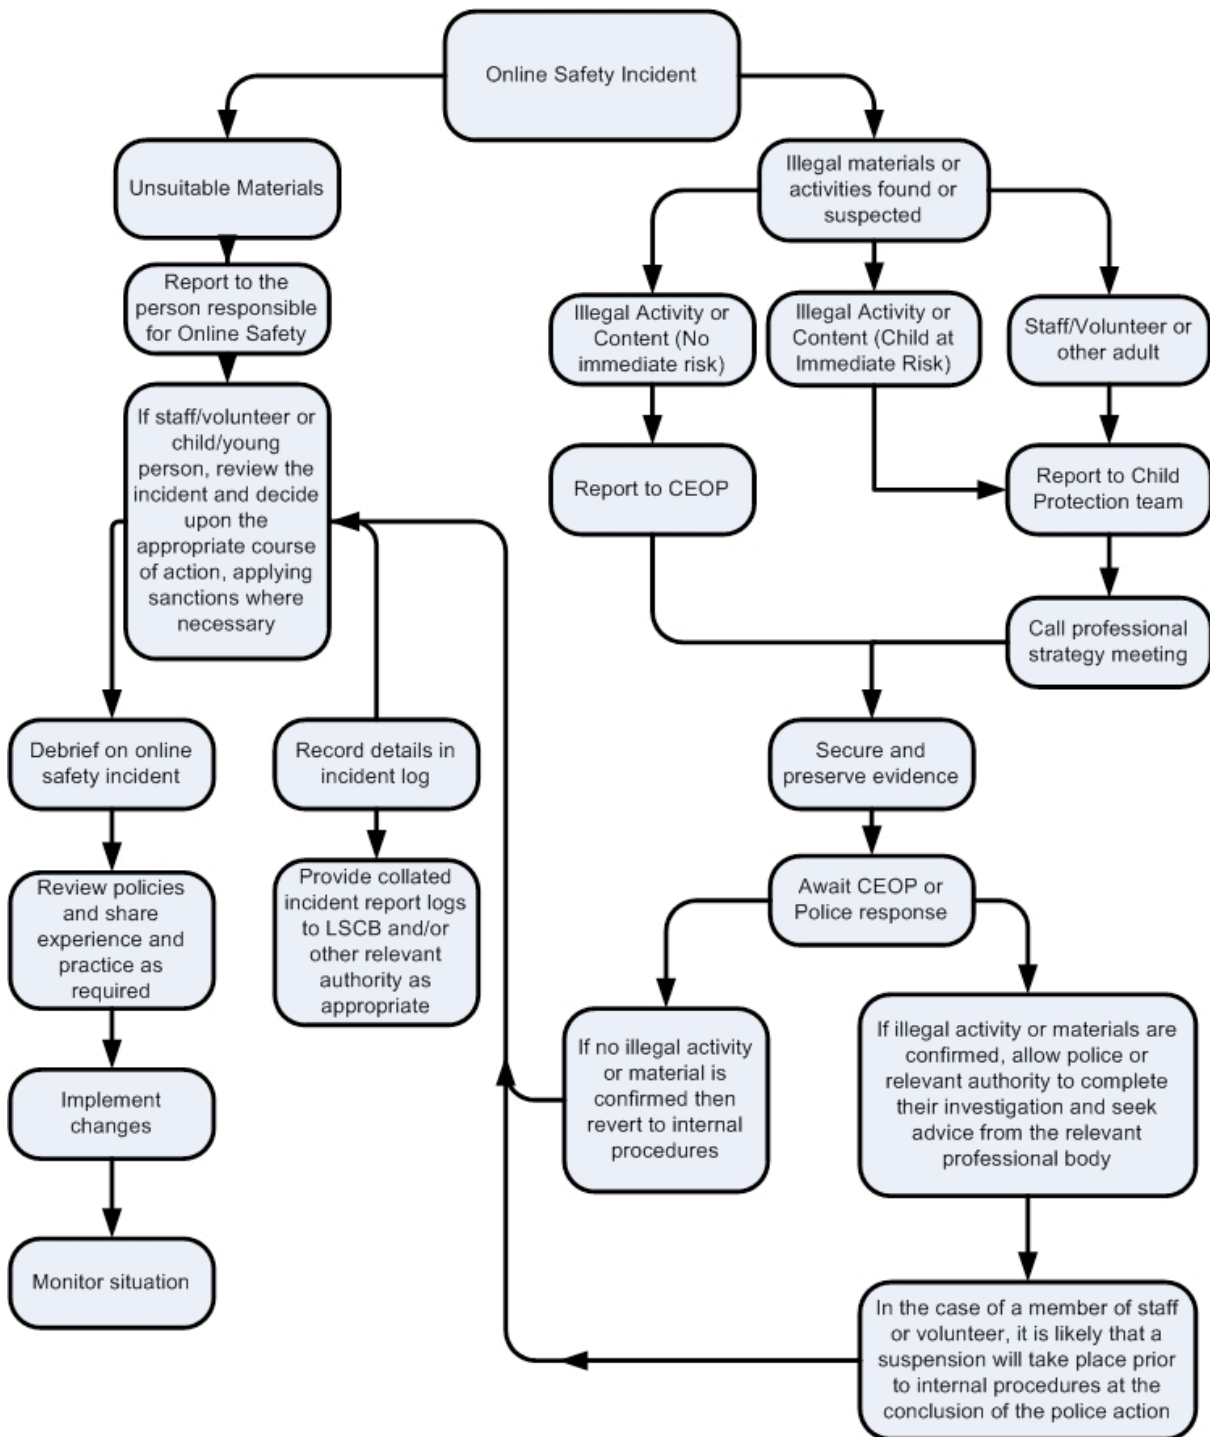 Online Safety Incident
Unsuitable Materials
Illegal materials or
activities found or
suspected
Report to the
person responsible
for Online Safety
Illegal Activity or
Content (No
immediate risk)
Illegal Activity or
Content (Child at
Immediate Risk)
Staff/Volunteer or
other adult
If staff/volunteer or
child/young
person, review the
incident and decide
upon the
appropriate course
of action, applying
sanctions where
necessary
Report to CEOP
Report to Child
Protection team
Call professional
strategy meeting
Debrief on online
safety incident
Record details in
incident log
Secure and
preserve evidence
Review policies
and share
experience and
practice as
required
Provide collated
incident report logs
to LSCB and/or
other relevant
authority as
appropriate
Await CEOP or
Police response
If no illegal activity
or material is
confirmed then
revert to internal
procedures
If illegal activity or materials are
confirmed, allow police or
relevant authority to complete
their investigation and seek
advice from the relevant
professional body
Implement
changes
Monitor situation
In the case of a member of staff
or volunteer, it is likely that a
suspension will take place prior
to internal procedures at the
conclusion of the police action